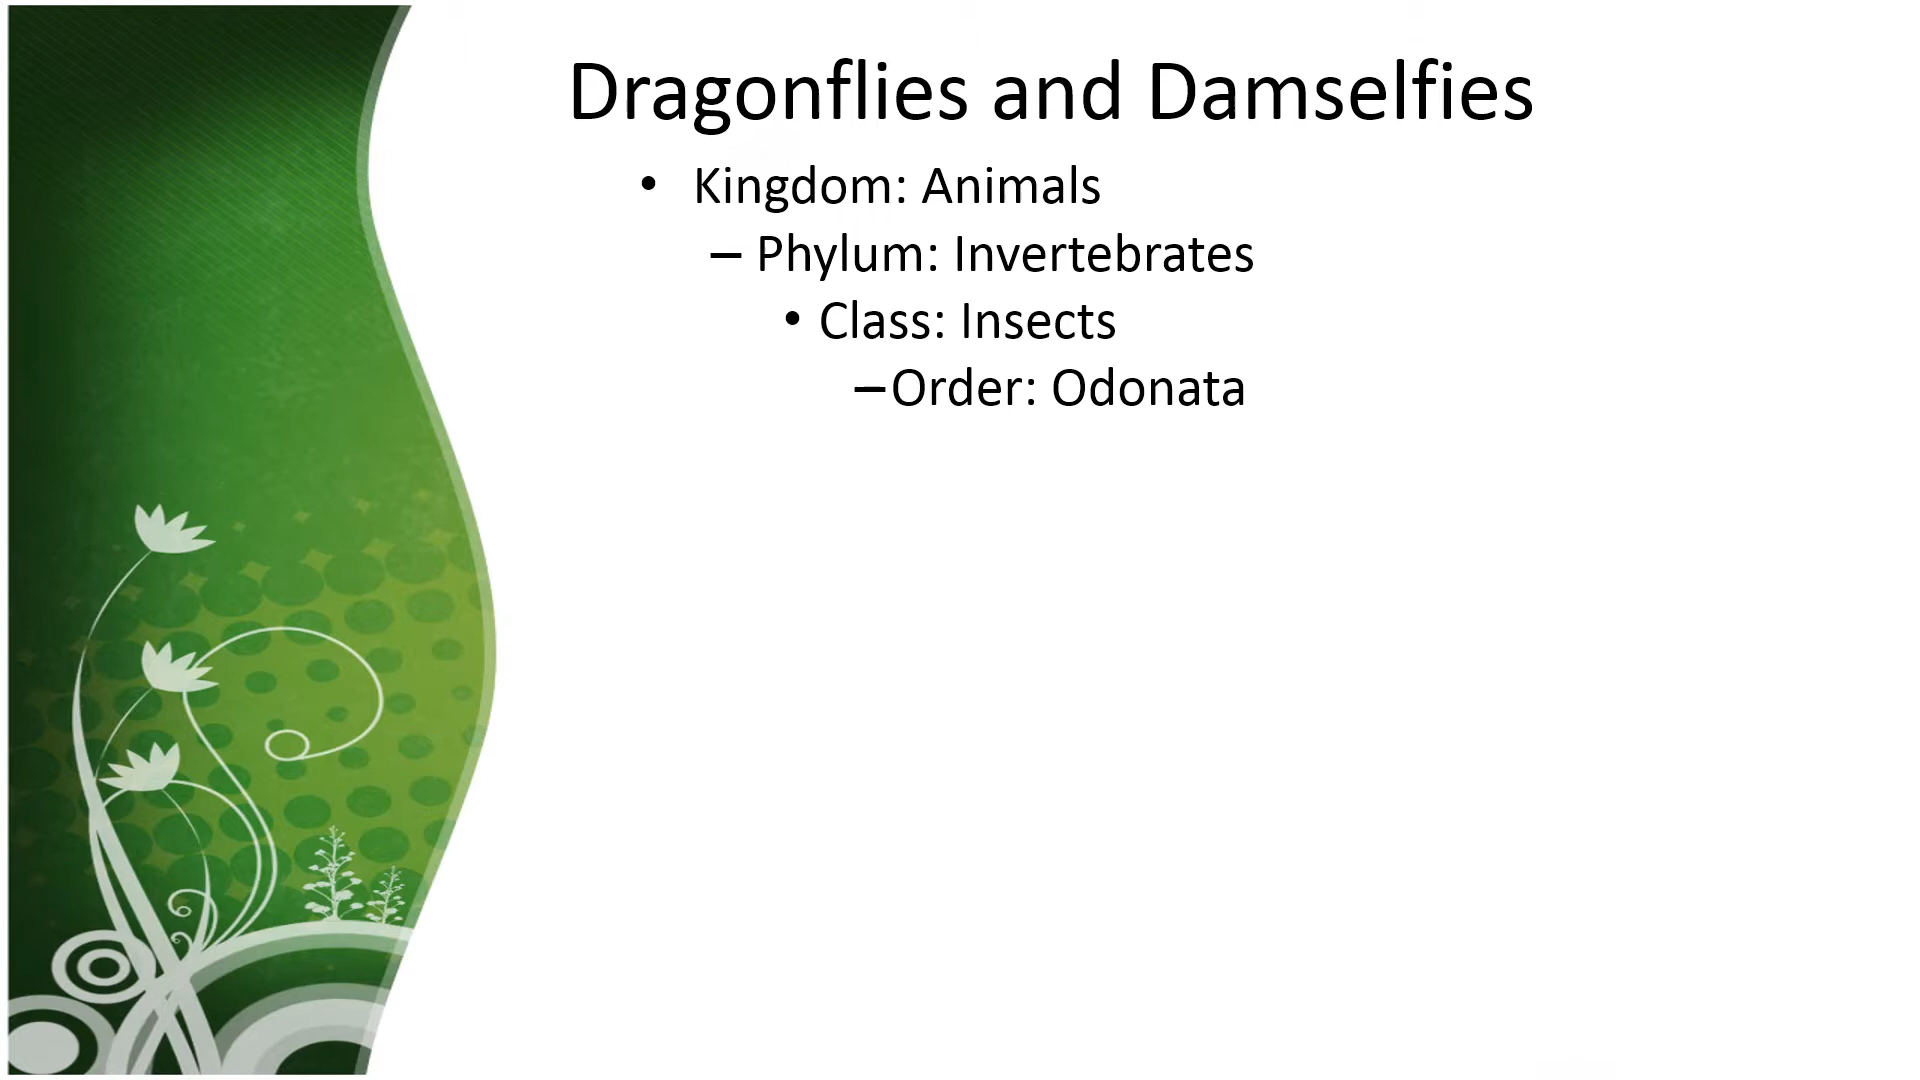 Dragonflies and Damselfies
• Kingdom: Animals
– Phylum: Invertebrates
• Class: Insects
–Order: Odonata